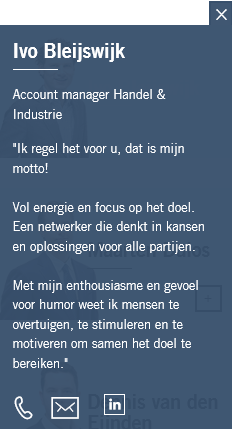 Ivo Bleijswijk
Account manager Handel &
Industrie
"Ik regel het voor u, dat is mijn
motto!
Vol energie en focus op het doel.
Een netwerker die denkt in kansen
en oplossingen voor alle partijen.
Met mijn enthousiasme en gevoel
voor humor weet ik mensen te
overtuigen, te stimuleren en te
motiveren om samen het doel te
bereiken."
in
van den